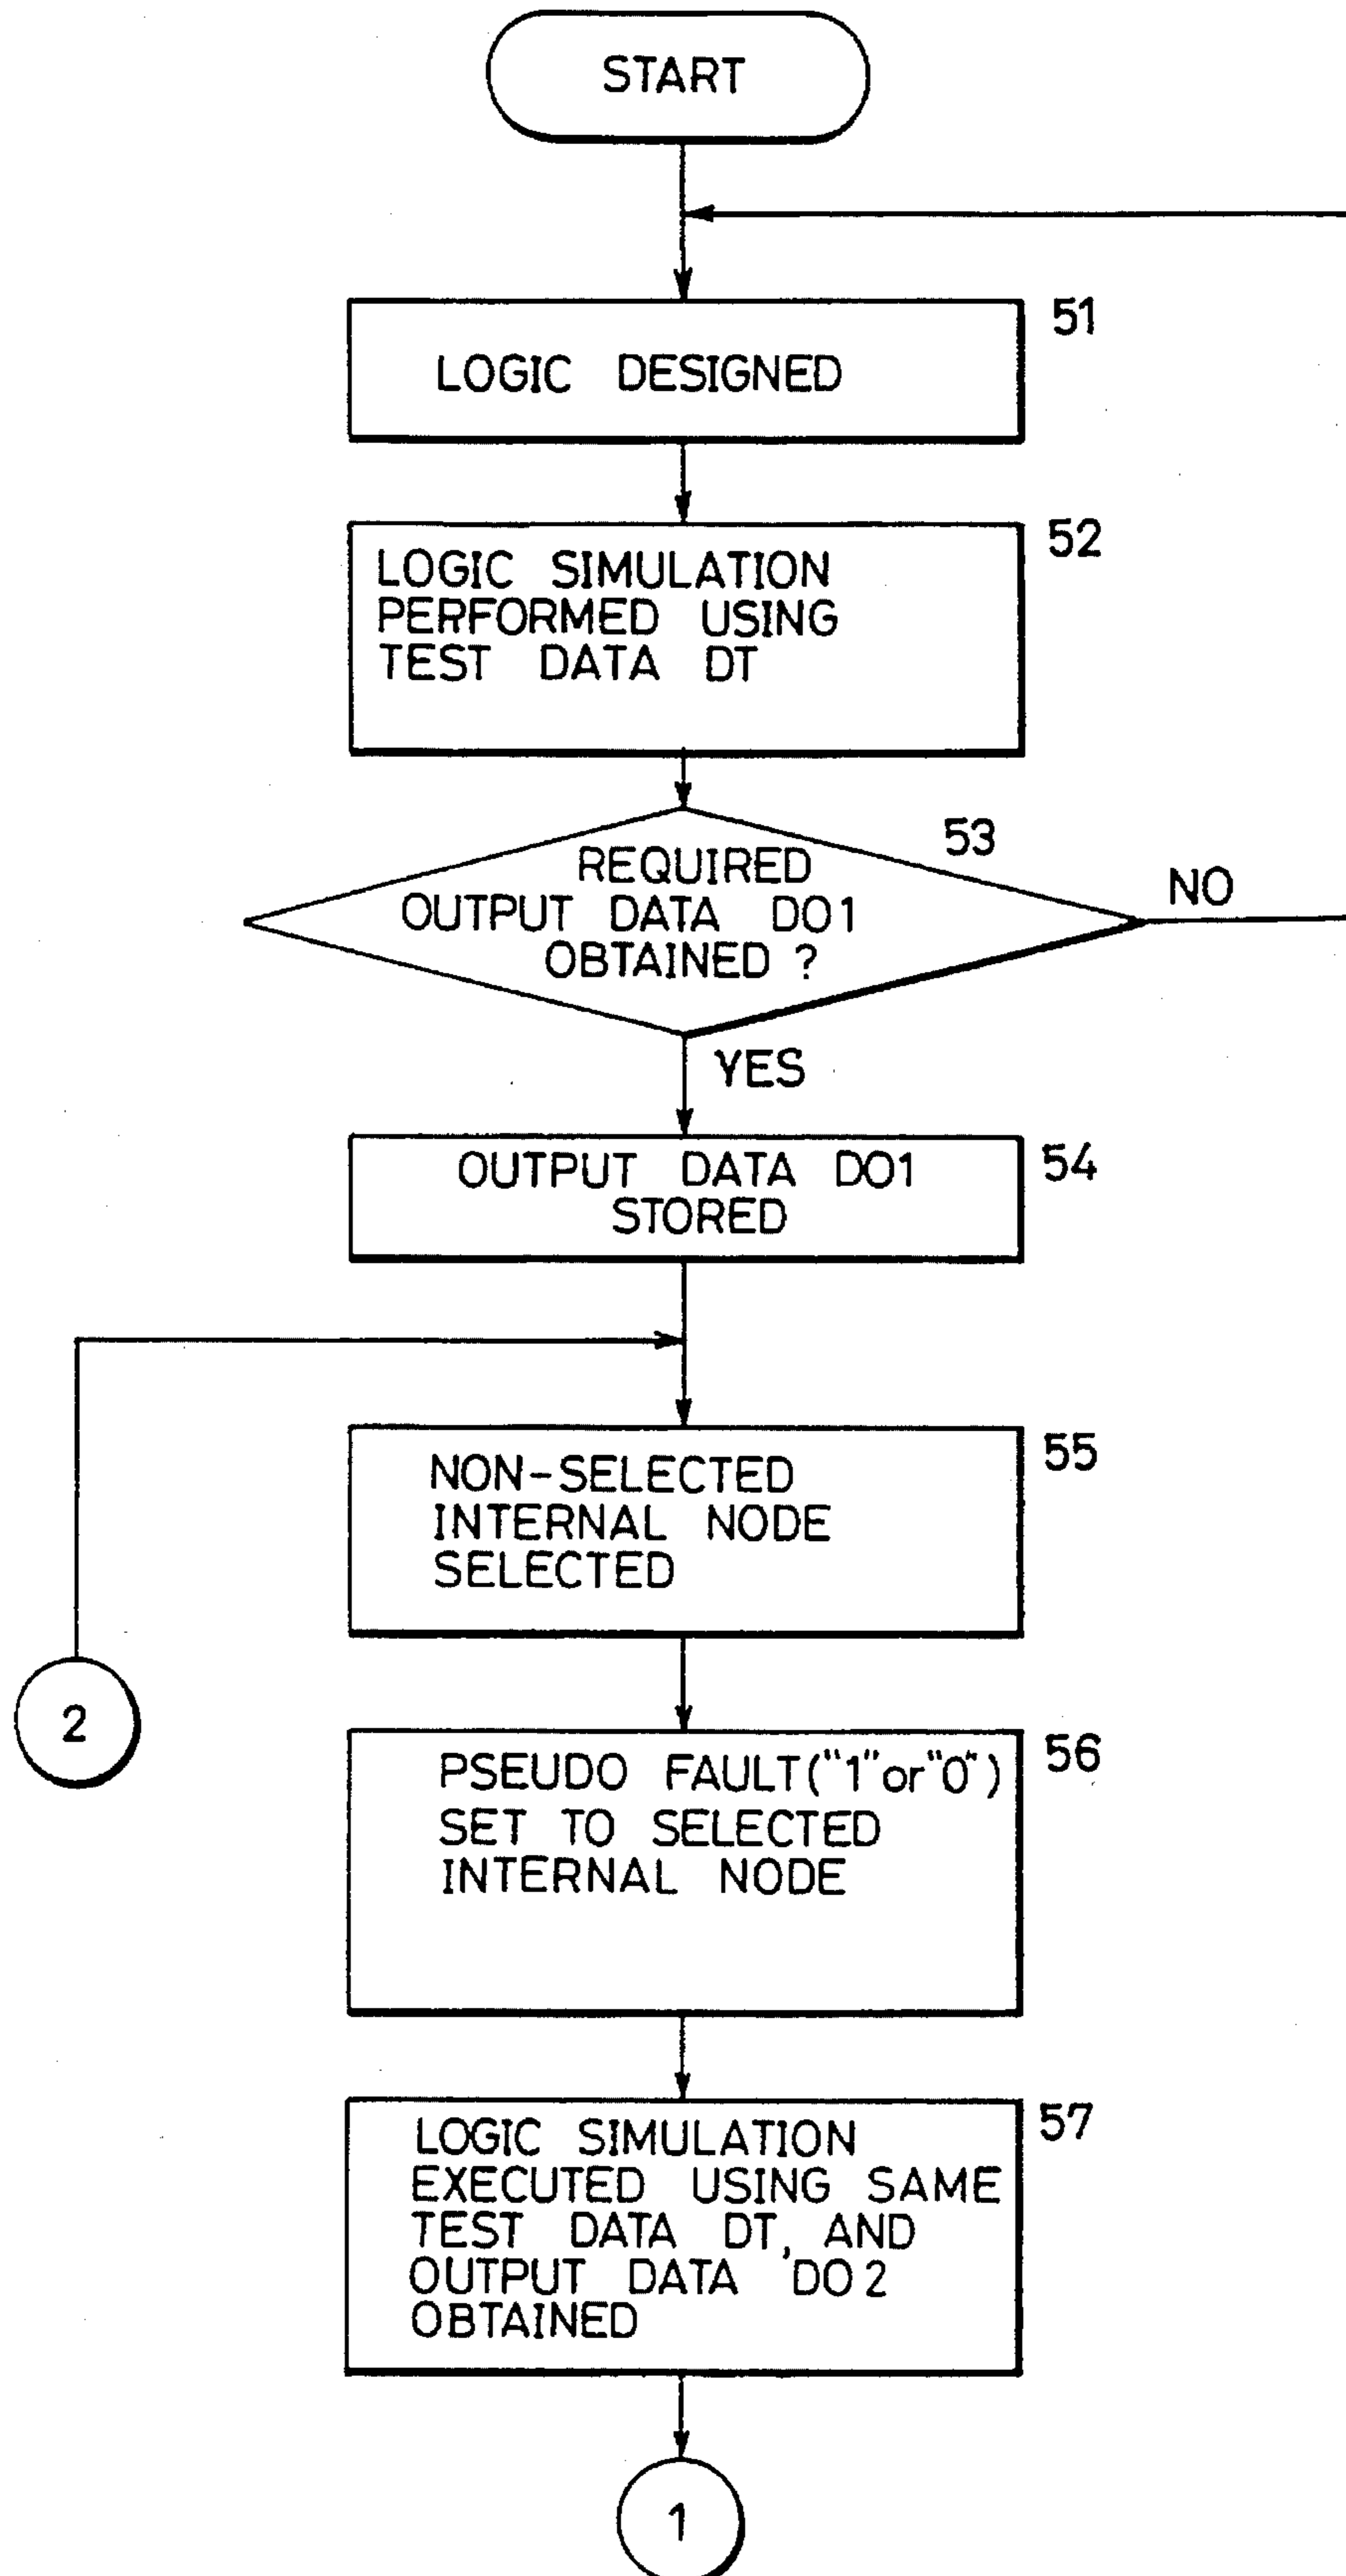 START
51
LOGIC DESIGNED
52
LOGIC SIMULATION
PERFORMED USING
TEST DATA DT
53
REQUIRED
OUTPUT DATA DO1
OBTAINED ?
NO
YES
54
OUTPUT DATA DO1
STORED
55
NON-SELECTED
INTERNAL NODE
SELECTED
2
56
PSEUDO FAULT("1"or"0")
SET TO SELECTED
INTERNAL NODE
57
LOGIC SIMULATION
EXECUTED USING SAME
TEST DATA DT, AND
OUTPUT DATA DO2
OBTAINED
1